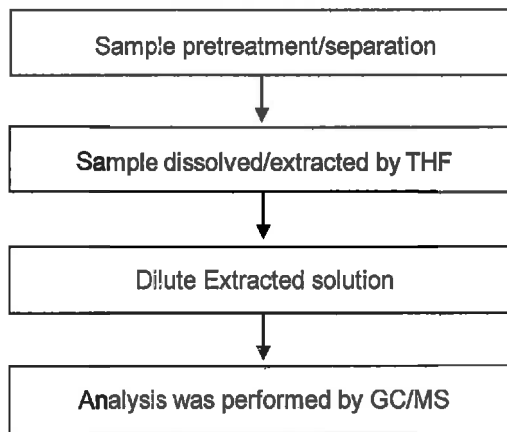 Sample pretreatment/separation
Sample dissolved/extracted by THF
Dilute Extracted solution
Analysis was performed by GC/MS